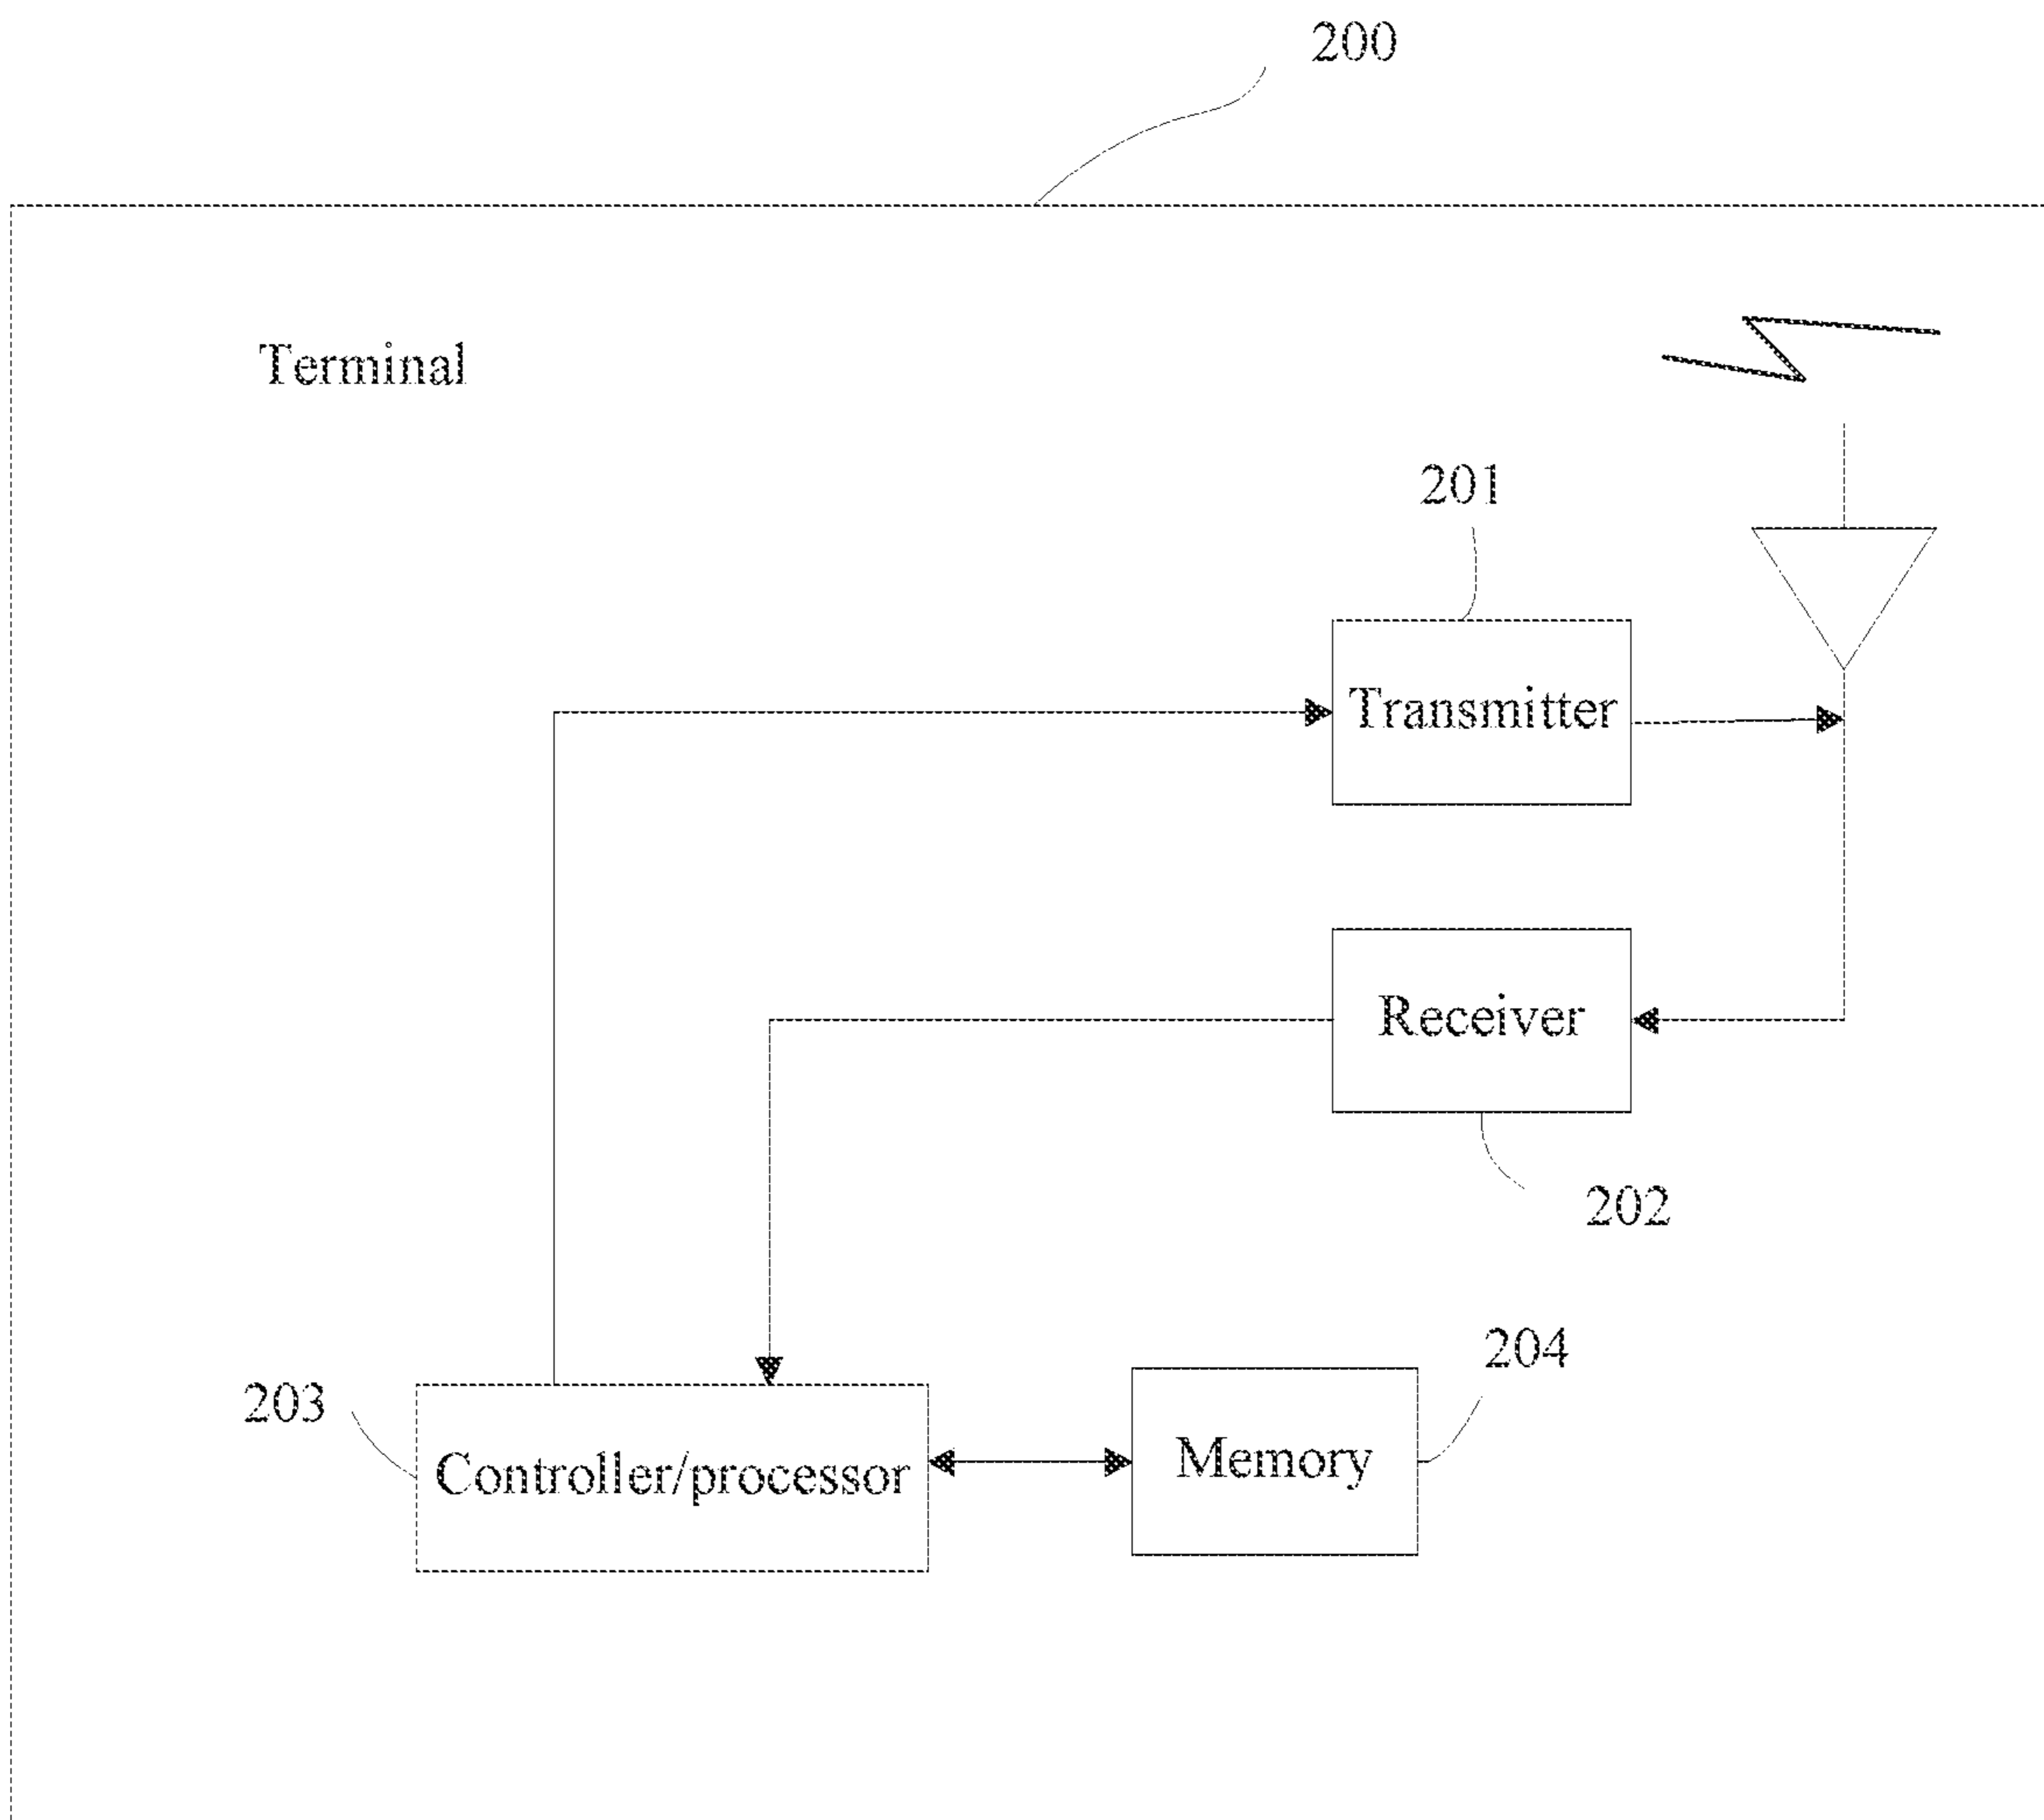 200
Terminal
201
Transmitter
Receiver
202
204
203
Memory
Controller/processor